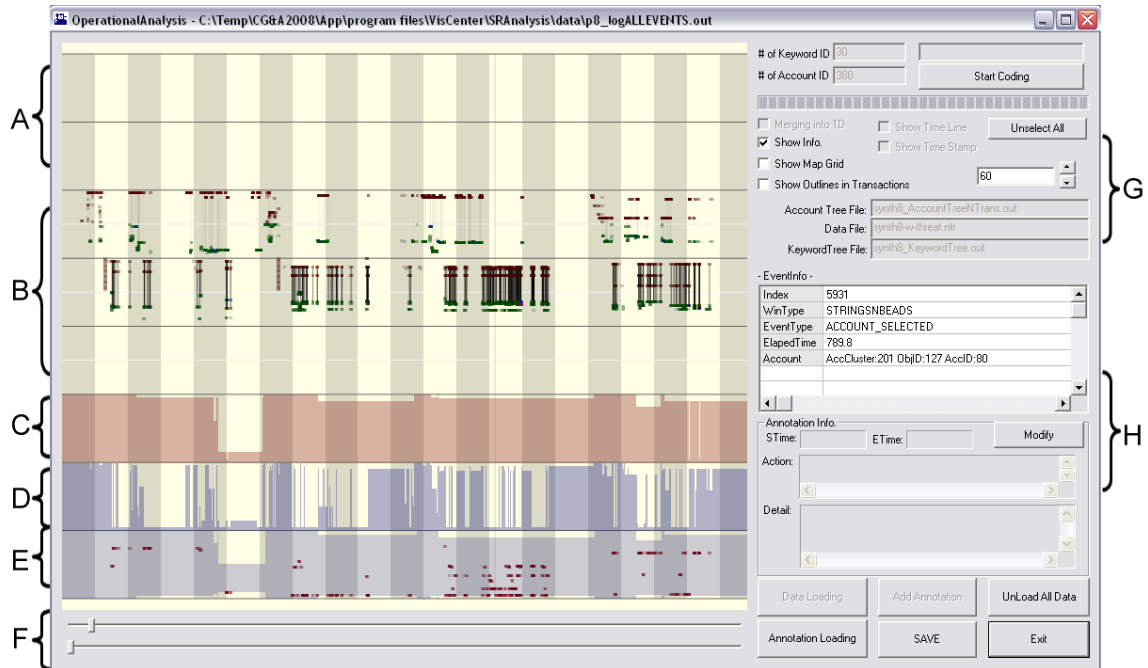 OperationalAnalysis - C:\Temp\CG&A2008\App\program files\VisCenter\SRAnalysis\data\p8_logALLEVENTS.out
# of Keyword ID 30
# of Account ID 380
Start Coding
Merging into 1D
Show Time Line
Unselect All
Show Info.
Show Time Stamp
Show Map Grid
60
Show Outlines in Transactions
Account Tree File: synth8_AccountTreeNTrans.out
Data File: synth8-w-threat.ntr
KeywordTree File: synth8_KeywordTree.out
- EventInfo -
Index 5931
WinType STRINGSNBEADS
EventType ACCOUNT_SELECTED
ElapedTime 789.8
Account AccCluster:201 ObjID:127 AccID:80
Annotation Info.
STime:
ETime:
Modify
Action:
Detail:
Data Loading
Add Annotation
UnLoad All Data
Annotation Loading
SAVE
Exit
A
B
C
D
E
F
G
H